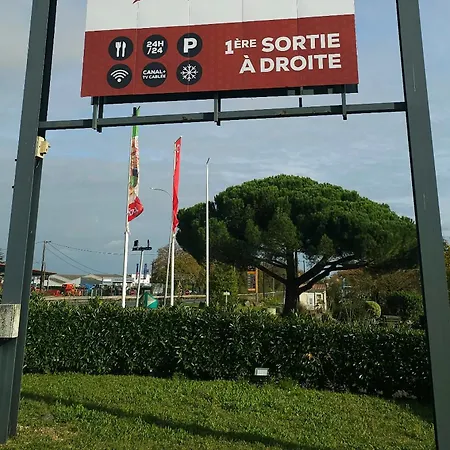 24H
/24
P
CANAL+
TV CABLÉE
1ÈRE SORTIE
À DROITE